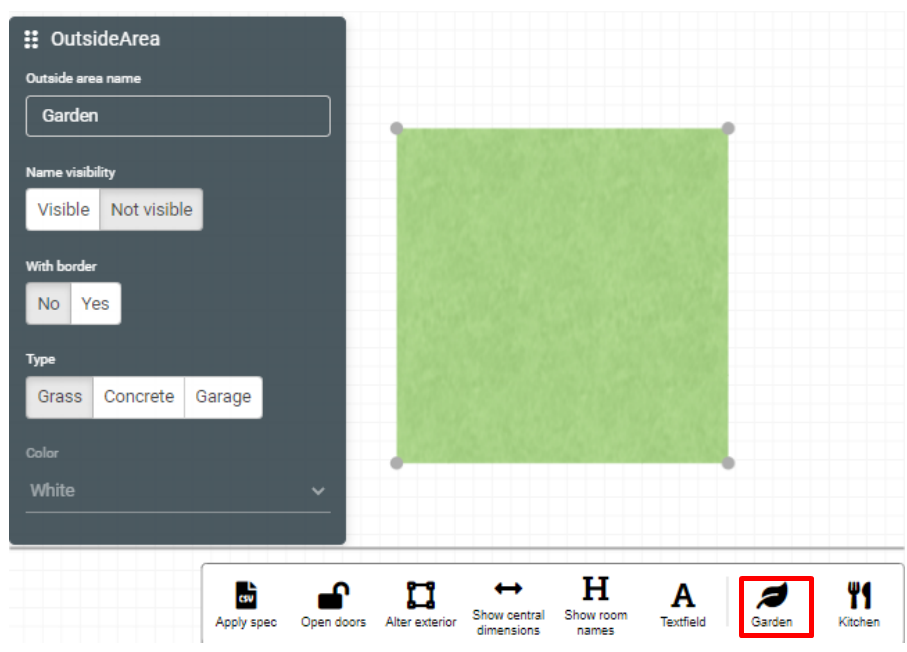 OutsideArea
Outside area name
Garden
Name visibility
Visible Not visible
With border
No Yes
Type
Grass Concrete Garage
Color
White
CSV
H
A
Apply spec
Open doors
Alter exterior
Show central
dimensions
Show room
names
Textfield
Garden
Kitchen